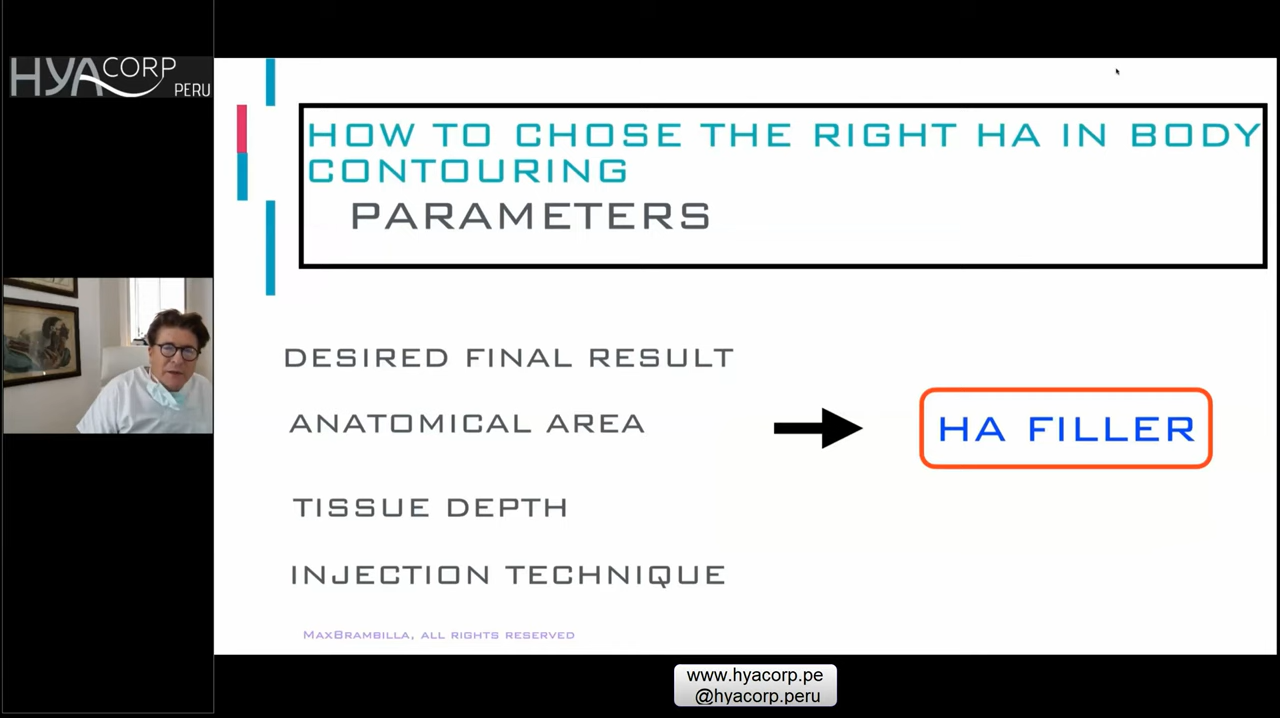 HYACORP
PERU
HOW TO CHOSE THE RIGHT HA IN BODY
CONTOURING
PARAMETERS
DESIRED FINAL RESULT
ANATOMICAL AREA
HA FILLER
TISSUE DEPTH
INJECTION TECHNIQUE
MaxBrambilla, all rights reserved
www.hyacorp.pe
@hyacorp.peru